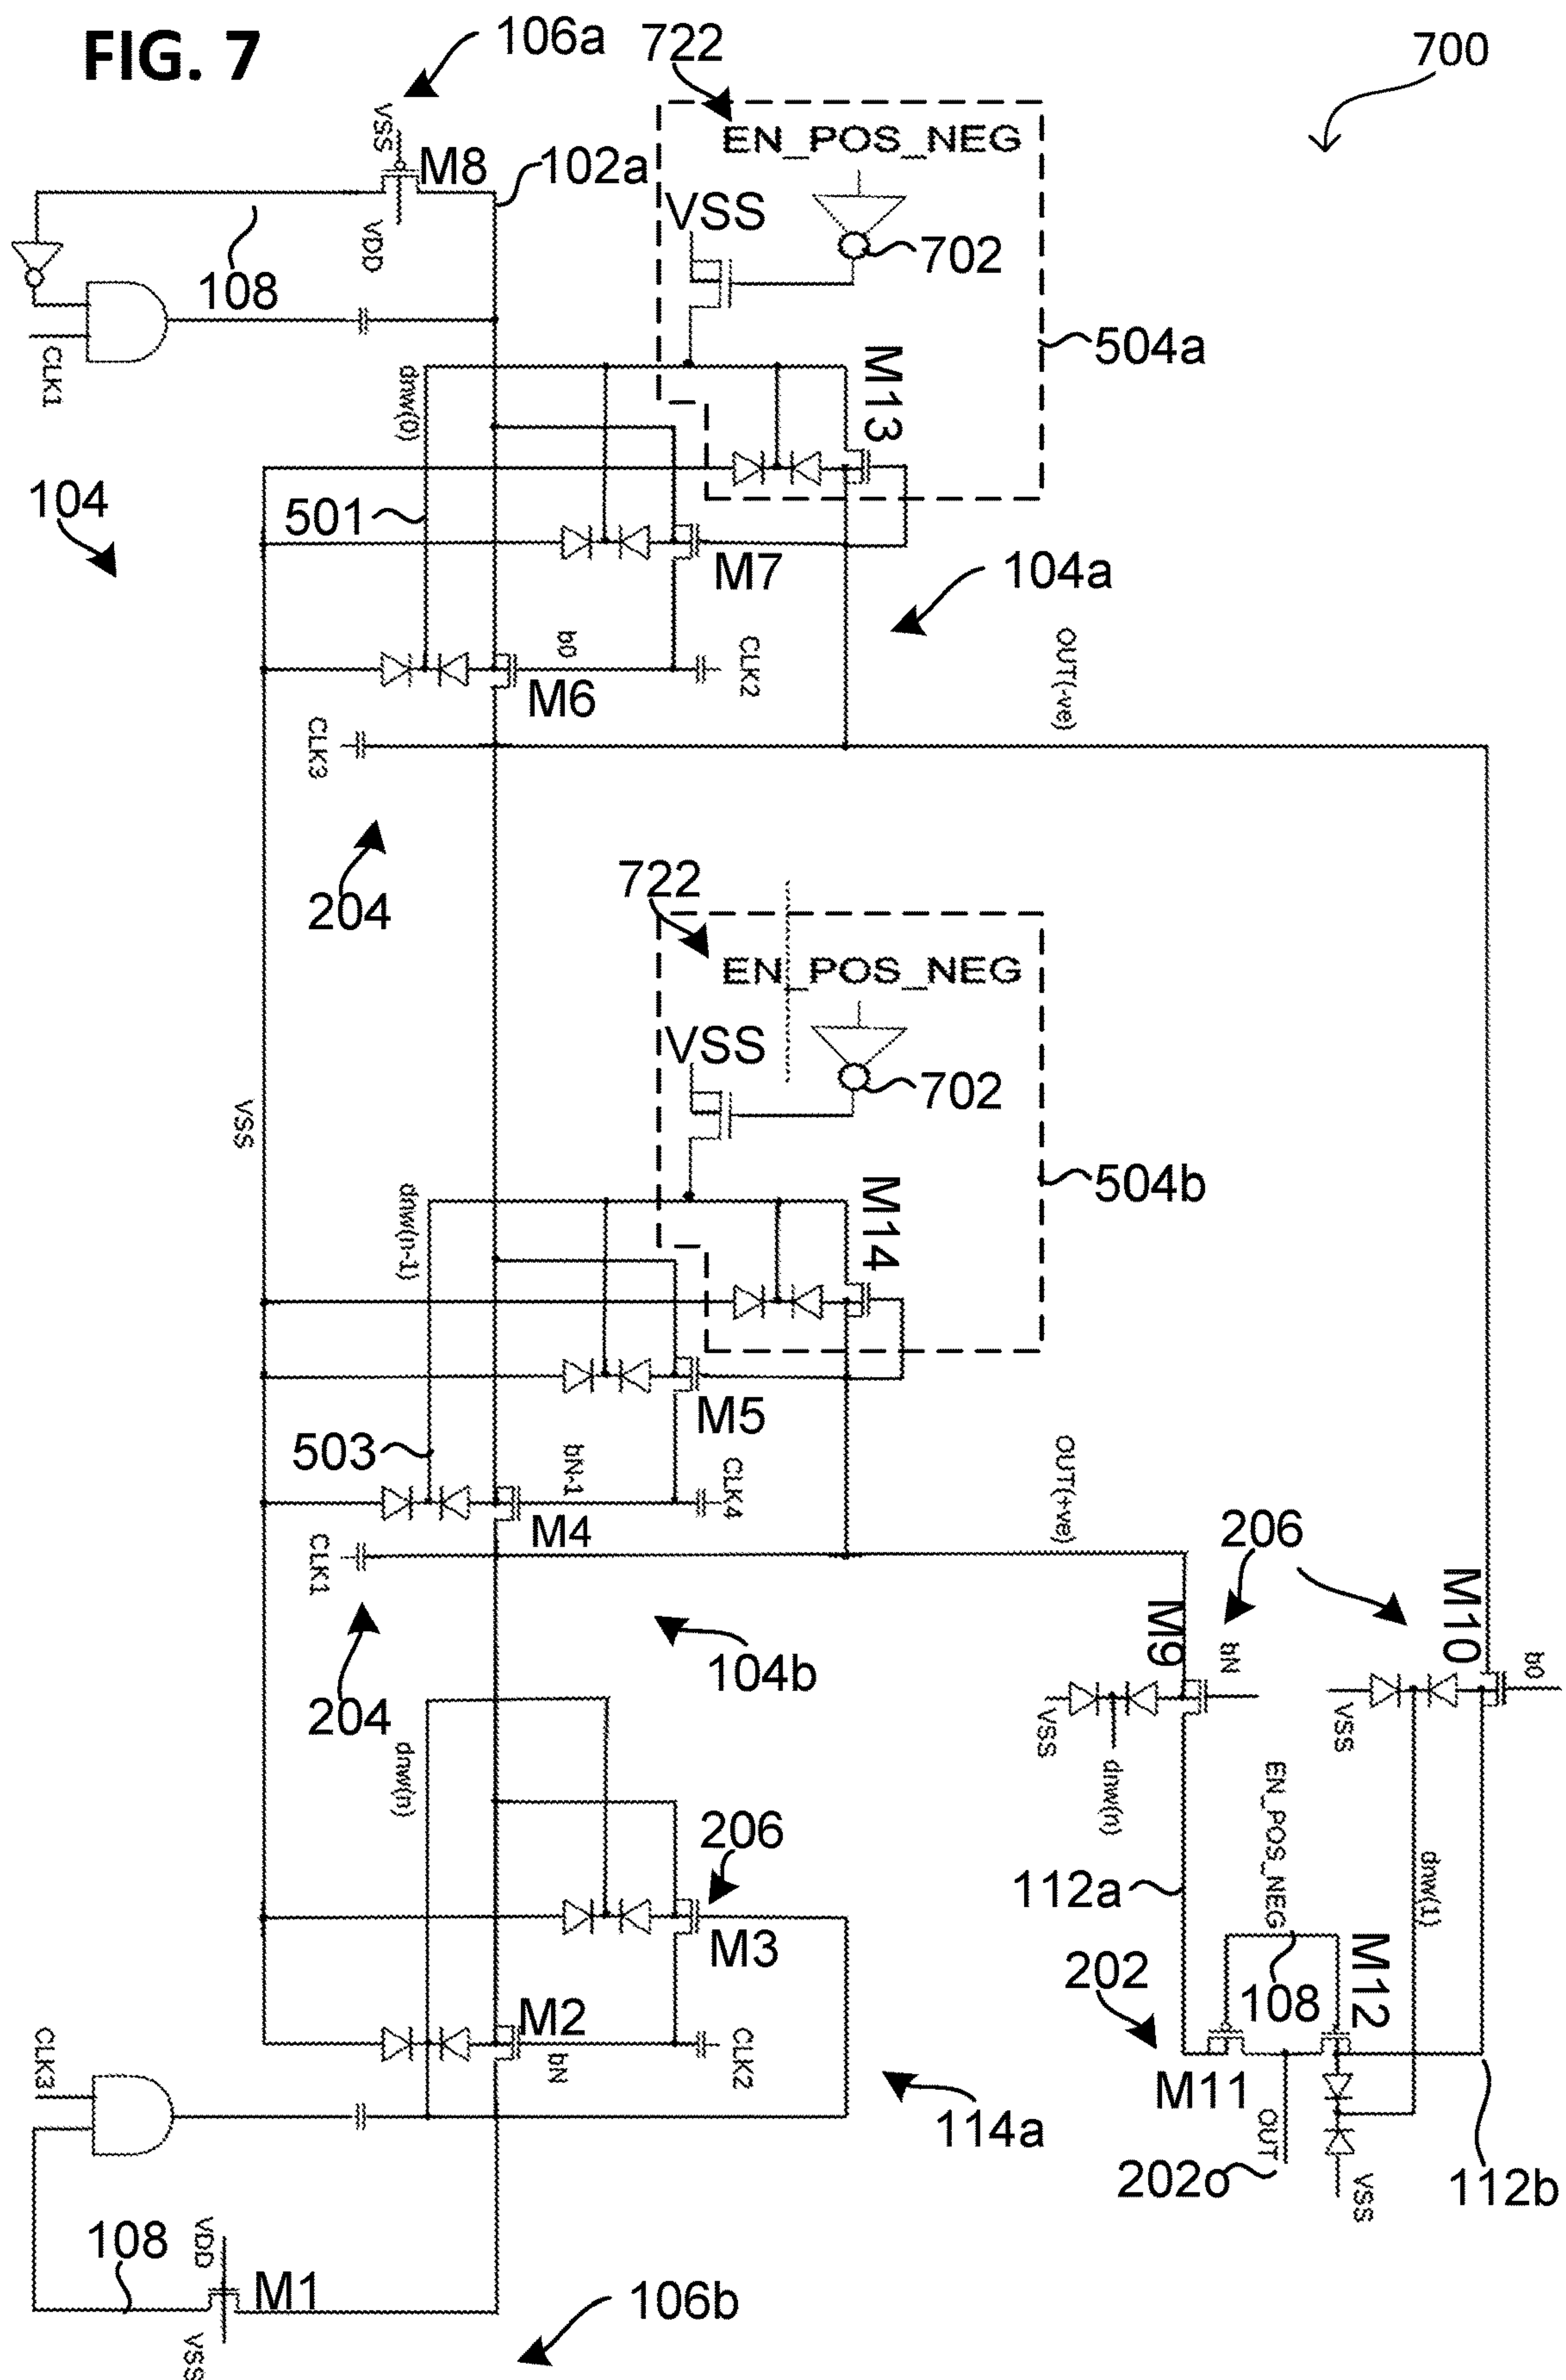 FIG. 7
106a
722
700
VSS
M8
102a
EN_POS_NEG
VSS
702
VDD
108
CLK1
dnw(0)
M13
504a
104
501
M7
104a
b0
CLK2
M6
OUT(-ve)
CLK3
204
722
EN_POS_NEG
VSS
702
VSS
dnw(n-1)
M14
504b
M5
503
bN-1
CLK4
M4
OUT(+ve)
CLK1
206
M9
bN
M10
b0
104b
204
VSS
dnw(n)
VSS
dnw(n)
EN_POS_NEG
206
112a
dnw(1)
M3
202
108
M12
M2
bN
CLK2
CLK3
M11
114a
OUT
202o
VSS
112b
108
VDD
M1
106b
VSS